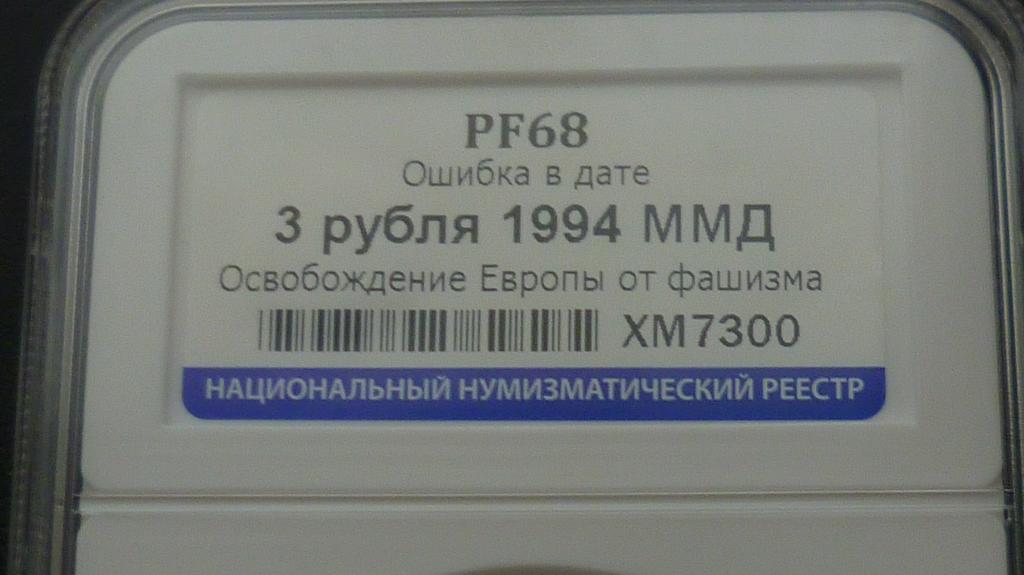 PF68
Ошибка в дате
3 рубля 1994 ММД
Освобождение Европы от фашизма
XM7300
НАЦИОНАЛЬНЫЙ НУМИЗМАТИЧЕСКИЙ РЕЕСТР